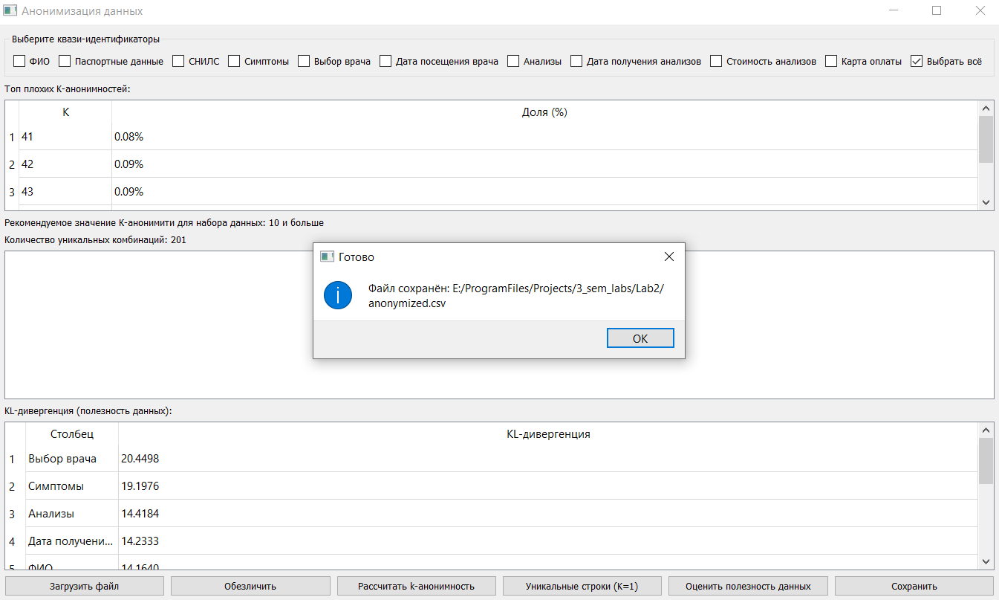 Анонимизация данных
Выберите квази-идентификаторы
ФИО Паспортные данные СНИЛС Симптомы Выбор врача Дата посещения врача Анализы Дата получения анализов Стоимость анализов Карта оплаты Выбрать всё
Топ плохих К-анонимностей:
K Доля (%)
1 41 0.08%
2 42 0.09%
3 43 0.09%
Рекомендуемое значение К-анонимити для набора данных: 10 и больше
Количество уникальных комбинаций: 201
Готово
Файл сохранён: E:/ProgramFiles/Projects/3_sem_labs/Lab2/
anonymized.csv
OK
KL-дивергенция (полезность данных):
Столбец KL-дивергенция
1 Выбор врача 20.4498
2 Симптомы 19.1976
3 Анализы 14.4184
4 Дата получени... 14.2333
5 ФИО 14.1640
Загрузить файл Обезличить Рассчитать k-анонимность Уникальные строки (K=1) Оценить полезность данных Сохранить